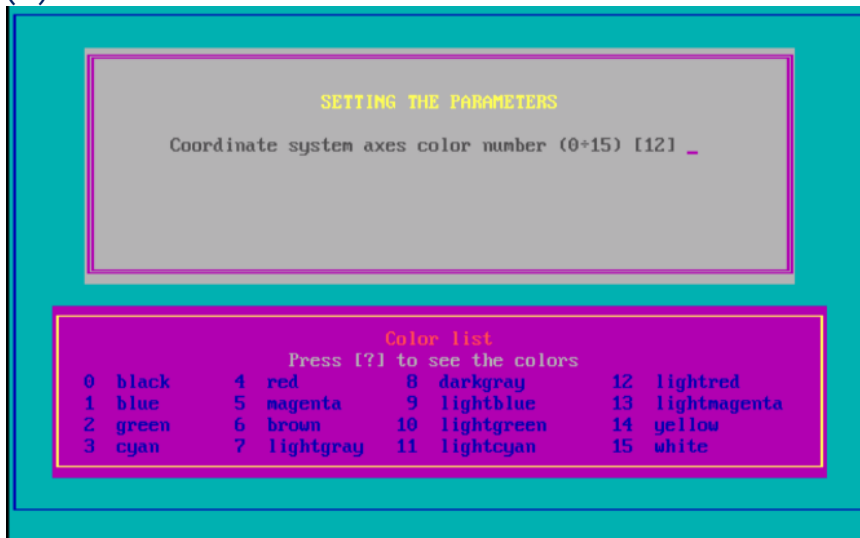 SETTING THE PARAMETERS
Coordinate system axes color number (0÷15) [12] _
Color list
Press [?] to see the colors
0 black 4 red 8 darkgray 12 lightred
1 blue 5 magenta 9 lightblue 13 lightmagenta
2 green 6 brown 10 lightgreen 14 yellow
3 cyan 7 lightgray 11 lightcyan 15 white